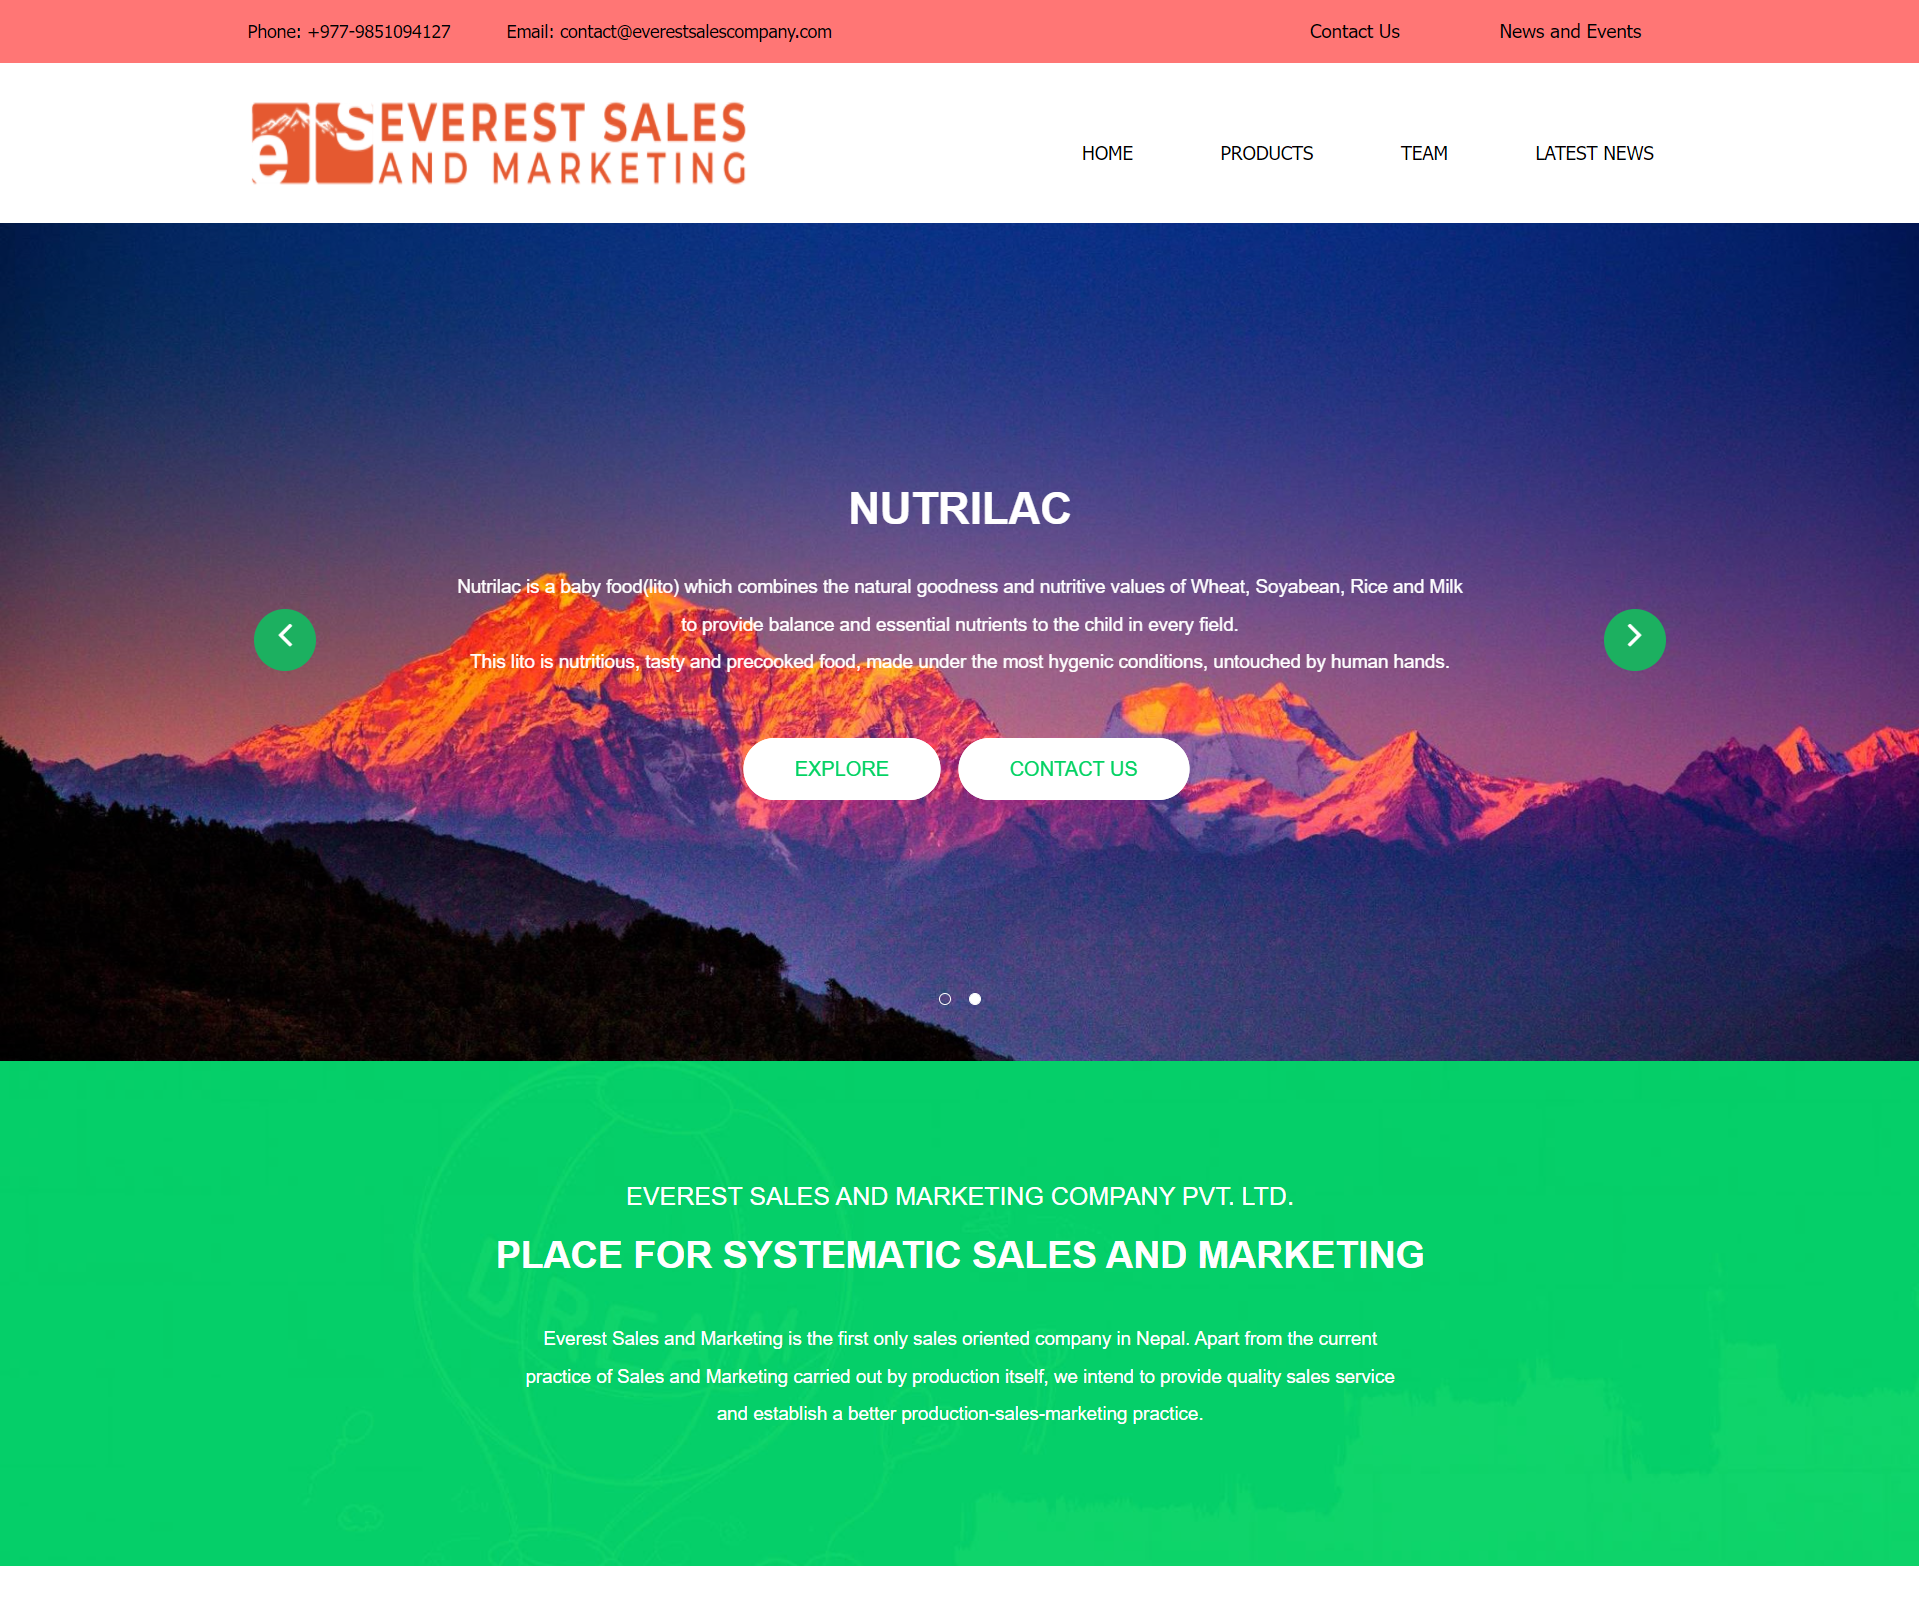 Phone: +977-9851094127 Email: contact@everestsalescompany.com Contact Us News and Events
eS EVEREST SALES
AND MARKETING
HOME PRODUCTS TEAM LATEST NEWS
NUTRILAC
Nutrilac is a baby food(lito) which combines the natural goodness and nutritive values of Wheat, Soyabean, Rice and Milk
to provide balance and essential nutrients to the child in every field.
This lito is nutritious, tasty and precooked food, made under the most hygenic conditions, untouched by human hands.
EXPLORE CONTACT US
EVEREST SALES AND MARKETING COMPANY PVT. LTD.
PLACE FOR SYSTEMATIC SALES AND MARKETING
DREAM
Everest Sales and Marketing is the first only sales oriented company in Nepal. Apart from the current
practice of Sales and Marketing carried out by production itself, we intend to provide quality sales service
and establish a better production-sales-marketing practice.